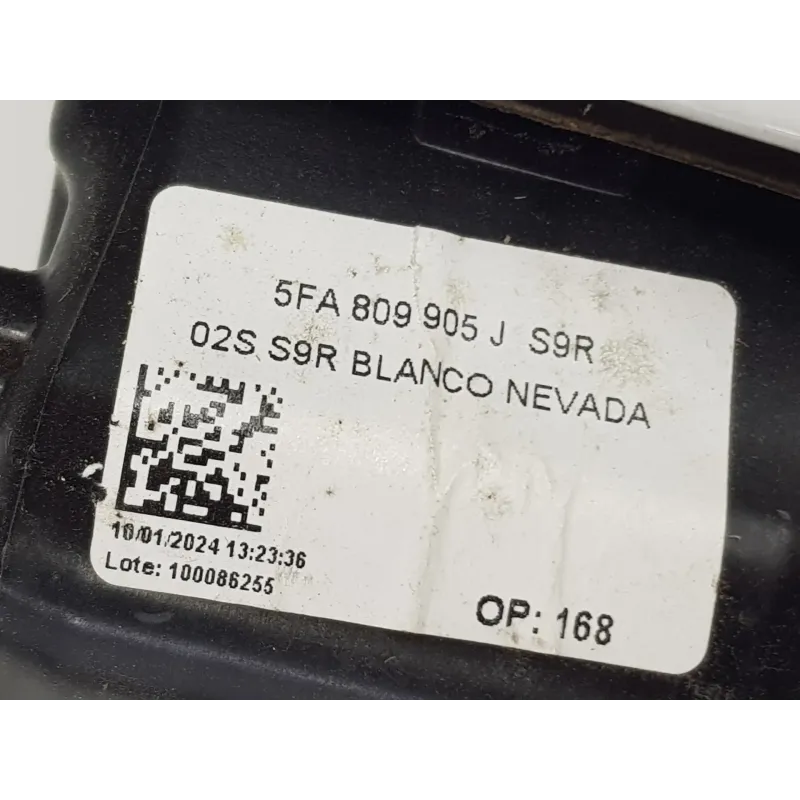 5FA 809 905 J S9R
02S S9R BLANCO NEVADA
10/01/2024 13:23:36
Lote: 100086255
OP: 168